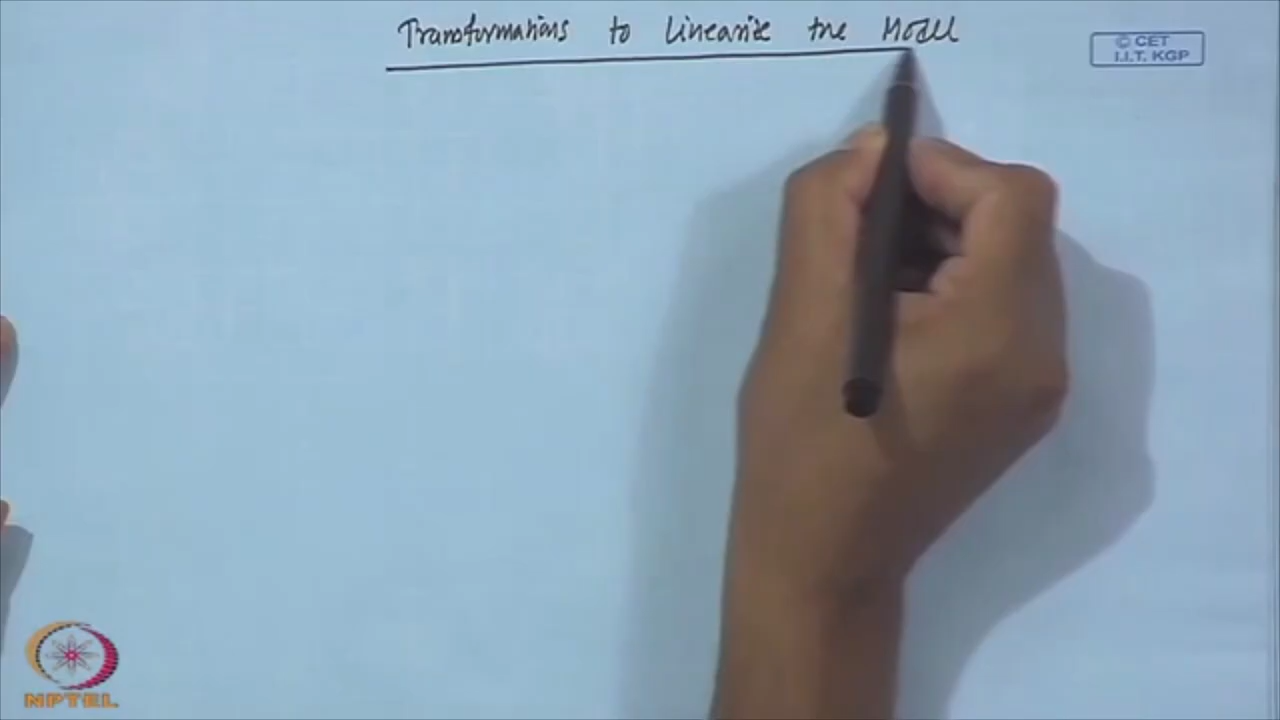 Transformations to Linearize the Model
© CET
I.I.T. KGP
NPTEL